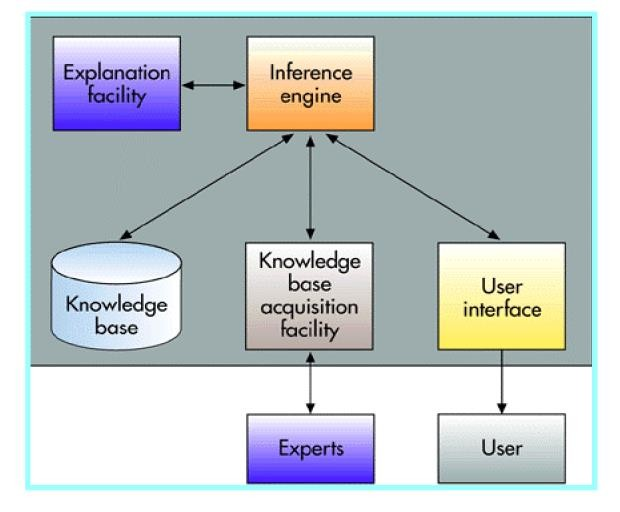 Explanation
facility
Inference
engine
Knowledge
base
Knowledge
base
acquisition
facility
User
interface
Experts
User